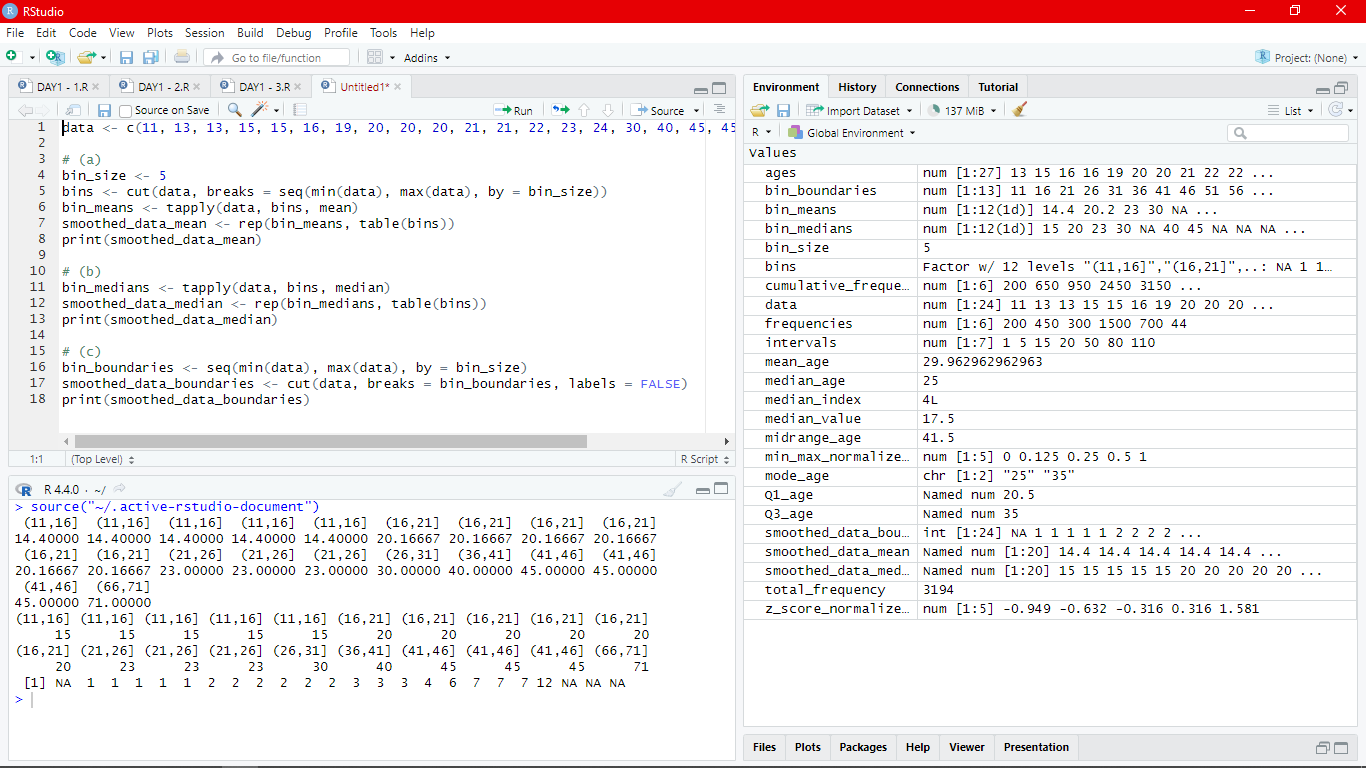 RStudio
File Edit Code View Plots Session Build Debug Profile Tools Help
Go to file/function Addins Project: (None)
DAY1 - 1.R DAY1 - 2.R DAY1 - 3.R Untitled1*
Source on Save Run Source
1 data <- c(11, 13, 13, 15, 15, 16, 19, 20, 20, 20, 21, 21, 22, 23, 24, 30, 40, 45, 45
2
3 # (a)
4 bin_size <- 5
5 bins <- cut(data, breaks = seq(min(data), max(data), by = bin_size))
6 bin_means <- tapply(data, bins, mean)
7 smoothed_data_mean <- rep(bin_means, table(bins))
8 print(smoothed_data_mean)
9
10 # (b)
11 bin_medians <- tapply(data, bins, median)
12 smoothed_data_median <- rep(bin_medians, table(bins))
13 print(smoothed_data_median)
14
15 # (c)
16 bin_boundaries <- seq(min(data), max(data), by = bin_size)
17 smoothed_data_boundaries <- cut(data, breaks = bin_boundaries, labels = FALSE)
18 print(smoothed_data_boundaries)
1:1 (Top Level) R Script
R 4.4.0 · ~/
> source("~/.active-rstudio-document")
(11,16] (11,16] (11,16] (11,16] (11,16] (16,21] (16,21] (16,21] (16,21]
14.40000 14.40000 14.40000 14.40000 14.40000 20.16667 20.16667 20.16667 20.16667
(16,21] (16,21] (21,26] (21,26] (21,26] (26,31] (36,41] (41,46] (41,46]
20.16667 20.16667 23.00000 23.00000 23.00000 30.00000 40.00000 45.00000 45.00000
(41,46] (66,71]
45.00000 71.00000
(11,16] (11,16] (11,16] (11,16] (11,16] (16,21] (16,21] (16,21] (16,21] (16,21]
15 15 15 15 15 20 20 20 20 20
(16,21] (21,26] (21,26] (21,26] (26,31] (36,41] (41,46] (41,46] (41,46] (66,71]
20 23 23 23 30 40 45 45 45 71
[1] NA 1 1 1 1 1 2 2 2 2 2 2 3 3 3 4 6 7 7 7 12 NA NA NA
>
Environment History Connections Tutorial
Import Dataset 137 MiB List
R Global Environment
Values
ages num [1:27] 13 15 16 16 19 20 20 21 22 22 ...
bin_boundaries num [1:13] 11 16 21 26 31 36 41 46 51 56 ...
bin_means num [1:12(1d)] 14.4 20.2 23 30 NA ...
bin_medians num [1:12(1d)] 15 20 23 30 NA 40 45 NA NA NA ...
bin_size 5
bins Factor w/ 12 levels "(11,16]","(16,21]",..: NA 1 1...
cumulative_freque... num [1:6] 200 650 950 2450 3150 ...
data num [1:24] 11 13 13 15 15 16 19 20 20 20 ...
frequencies num [1:6] 200 450 300 1500 700 44
intervals num [1:7] 1 5 15 20 50 80 110
mean_age 29.962962962963
median_age 25
median_index 4L
median_value 17.5
midrange_age 41.5
min_max_normalize... num [1:5] 0 0.125 0.25 0.5 1
mode_age chr [1:2] "25" "35"
Q1_age Named num 20.5
Q3_age Named num 35
smoothed_data_bou... int [1:24] NA 1 1 1 1 1 2 2 2 2 ...
smoothed_data_mean Named num [1:20] 14.4 14.4 14.4 14.4 14.4 ...
smoothed_data_med... Named num [1:20] 15 15 15 15 15 20 20 20 20 20 ...
total_frequency 3194
z_score_normalize... num [1:5] -0.949 -0.632 -0.316 0.316 1.581
Files Plots Packages Help Viewer Presentation